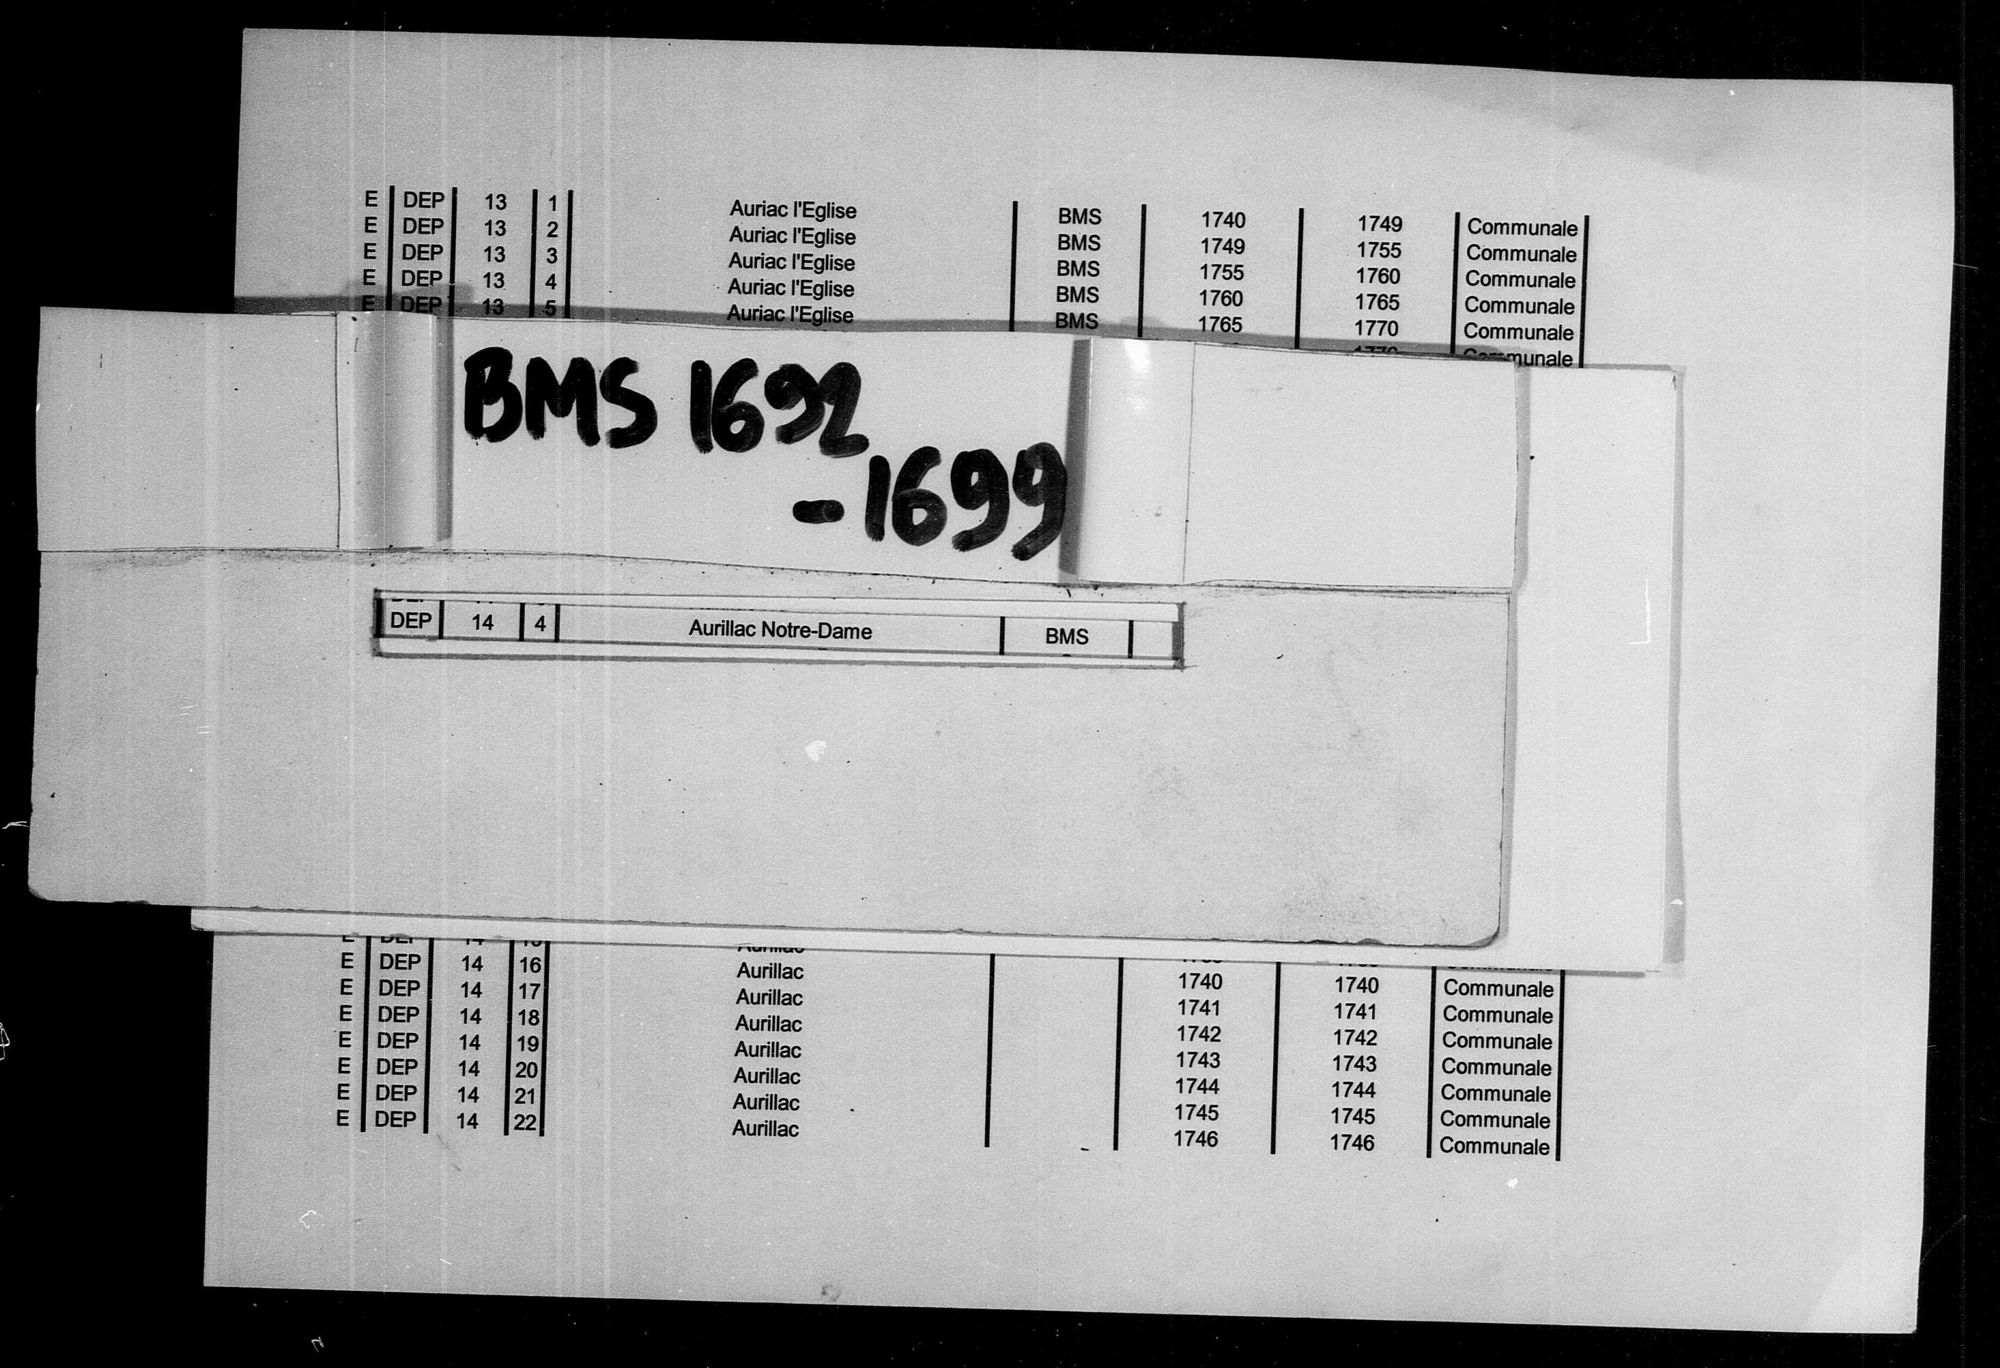 E DEP 13 1 Auriac l'Eglise BMS 1740 1749 Communale
E DEP 13 2 Auriac l'Eglise BMS 1749 1755 Communale
E DEP 13 3 Auriac l'Eglise BMS 1755 1760 Communale
E DEP 13 4 Auriac l'Eglise BMS 1760 1765 Communale
E DEP 13 5 Auriac l'Eglise BMS 1765 1770 Communale
Communale
BMS 1692
- 1699
DEP 14 4 Aurillac Notre-Dame BMS
E DEP 14 16 Aurillac 1740 1740 Communale
E DEP 14 17 Aurillac 1741 1741 Communale
E DEP 14 18 Aurillac 1742 1742 Communale
E DEP 14 19 Aurillac 1743 1743 Communale
E DEP 14 20 Aurillac 1744 1744 Communale
E DEP 14 21 Aurillac 1745 1745 Communale
E DEP 14 22 Aurillac 1746 1746 Communale